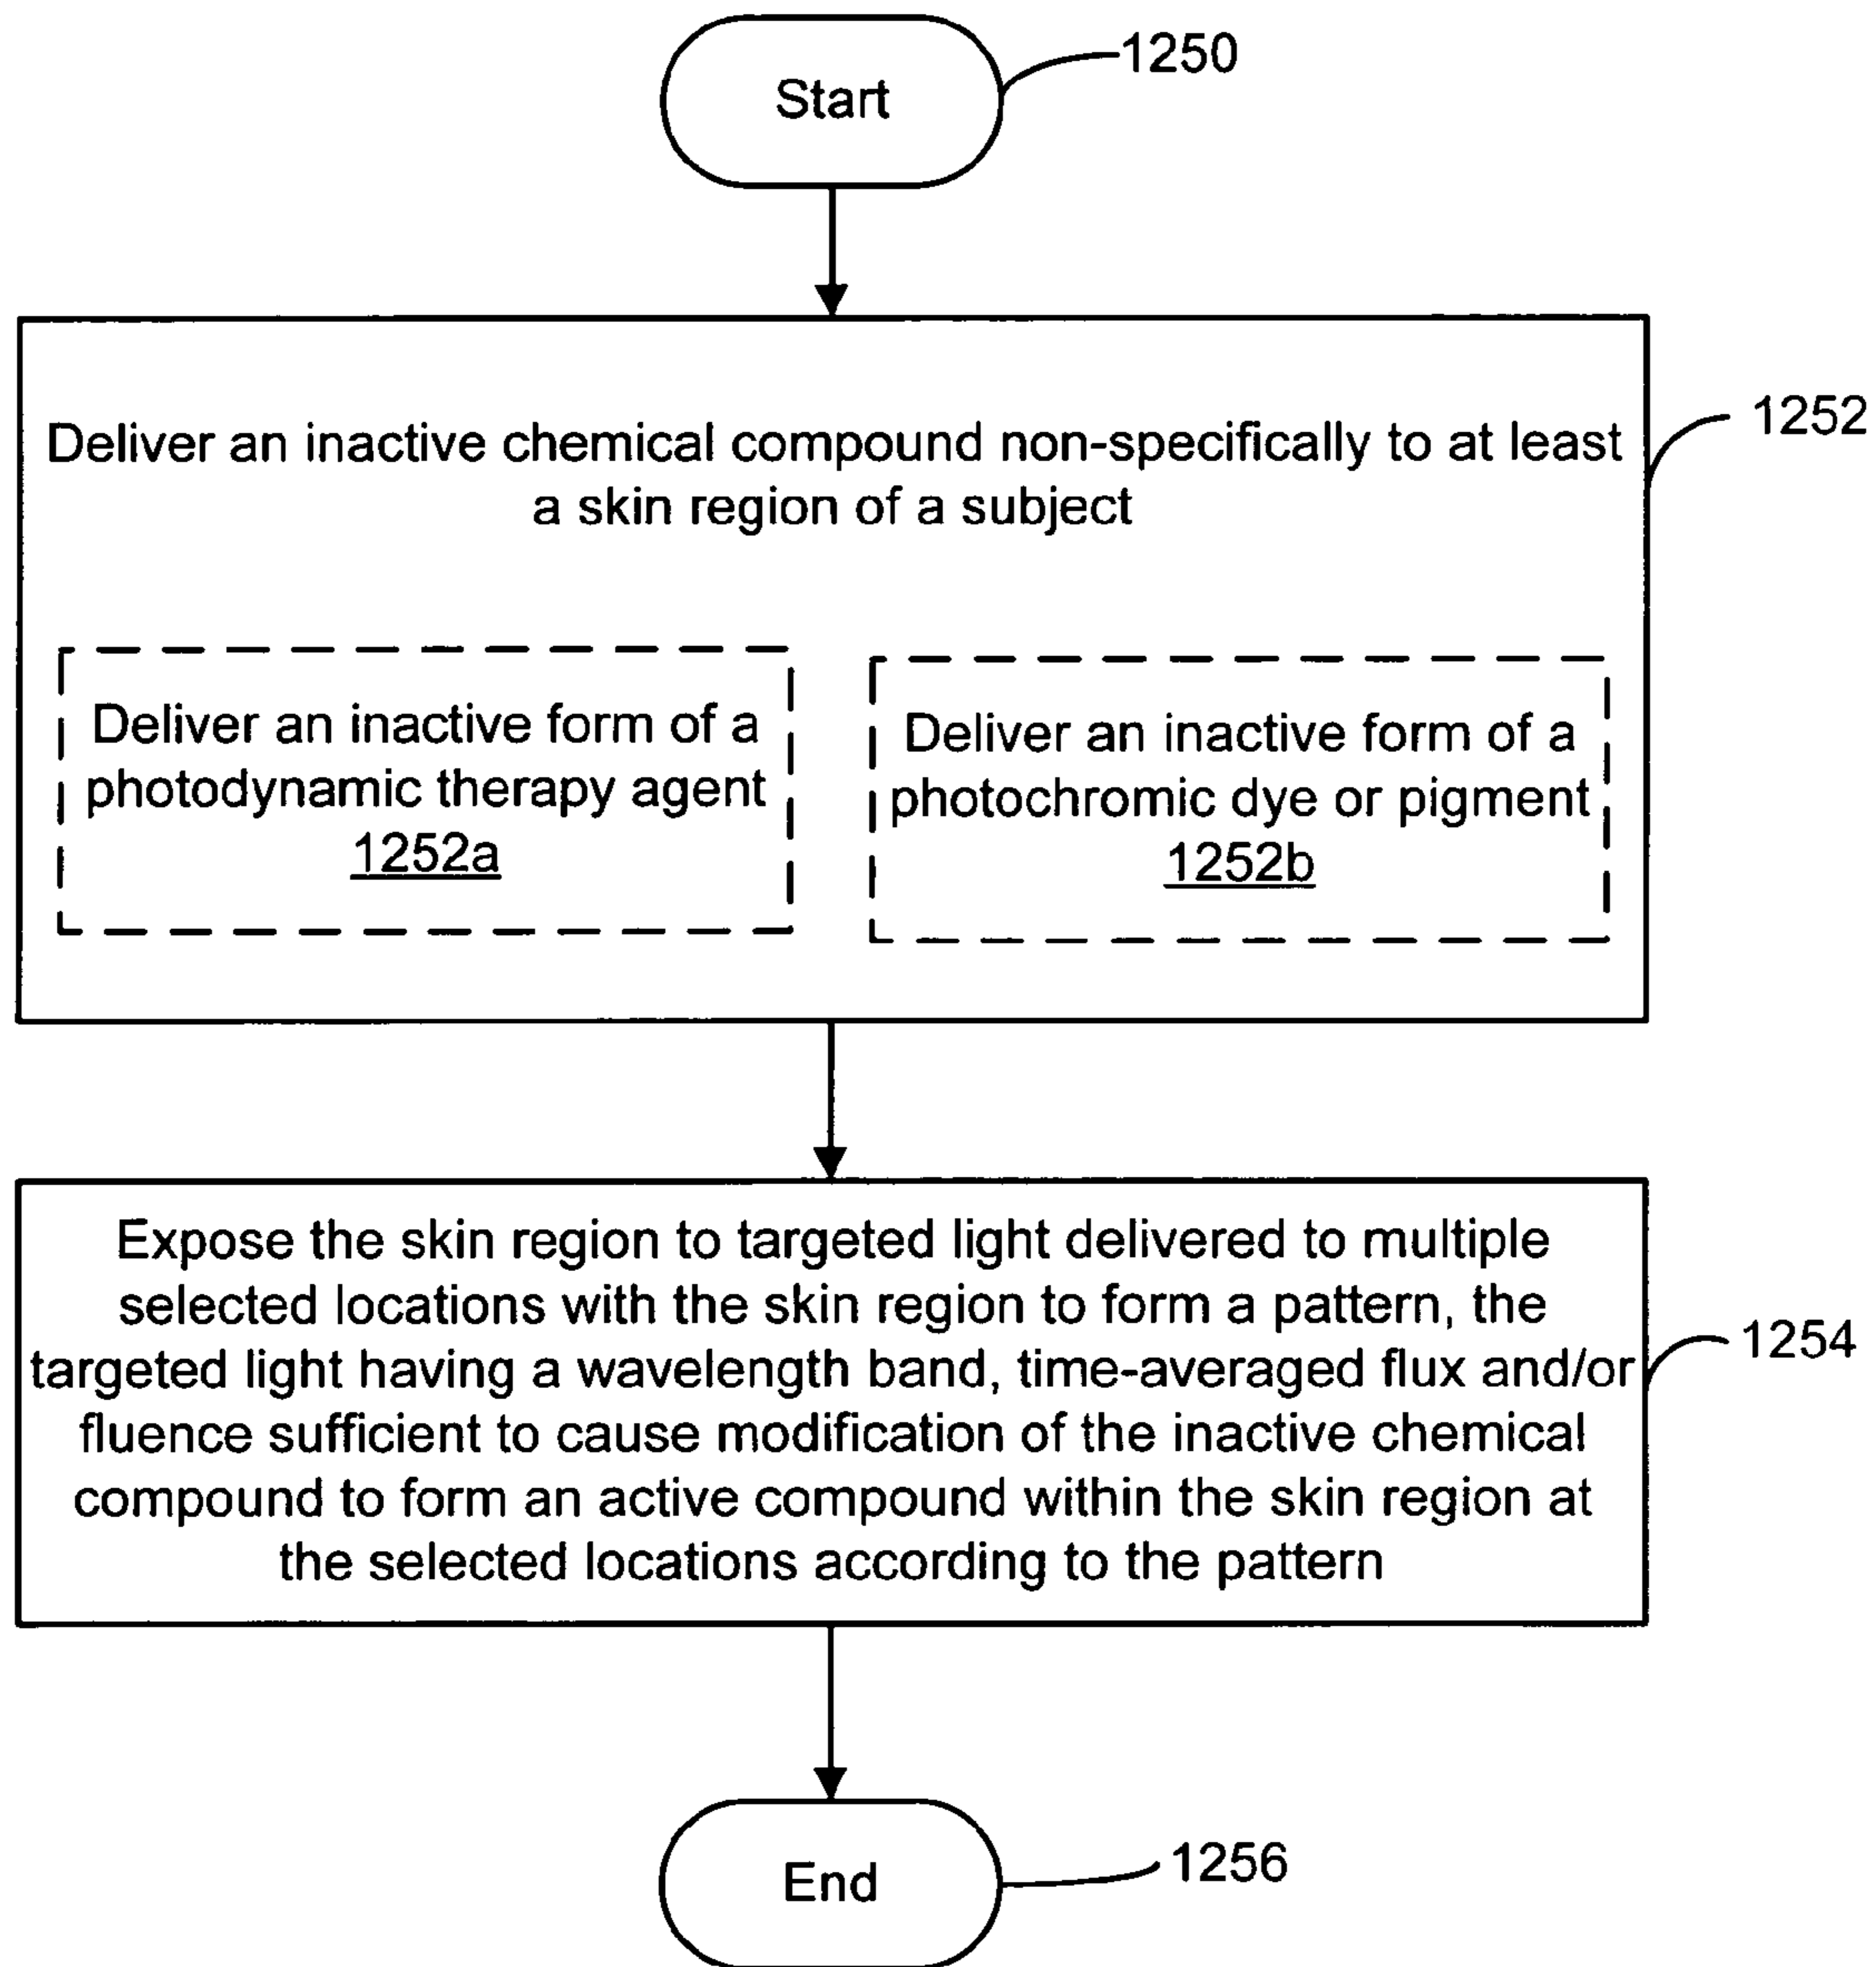 Start
1250
Deliver an inactive chemical compound non-specifically to at least
a skin region of a subject
1252
Deliver an inactive form of a
photodynamic therapy agent
1252a
Deliver an inactive form of a
photochromic dye or pigment
1252b
Expose the skin region to targeted light delivered to multiple
selected locations with the skin region to form a pattern, the
targeted light having a wavelength band, time-averaged flux and/or
fluence sufficient to cause modification of the inactive chemical
compound to form an active compound within the skin region at
the selected locations according to the pattern
1254
End
1256